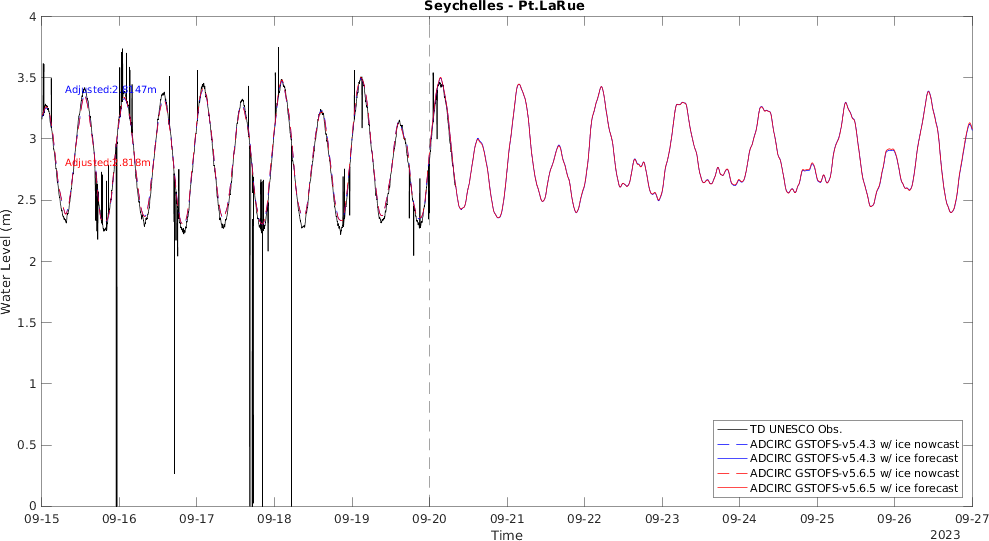 Seychelles - Pt.LaRue
4
3.5
3
2.5
2
1.5
1
0.5
0
Water Level (m)
Adjusted:2.8147m
Adjusted:2.818m
TD UNESCO Obs.
ADCIRC GSTOFS-v5.4.3 w/ ice nowcast
ADCIRC GSTOFS-v5.4.3 w/ ice forecast
ADCIRC GSTOFS-v5.6.5 w/ ice nowcast
ADCIRC GSTOFS-v5.6.5 w/ ice forecast
09-15 09-16 09-17 09-18 09-19 09-20 09-21 09-22 09-23 09-24 09-25 09-26 09-27
Time
2023